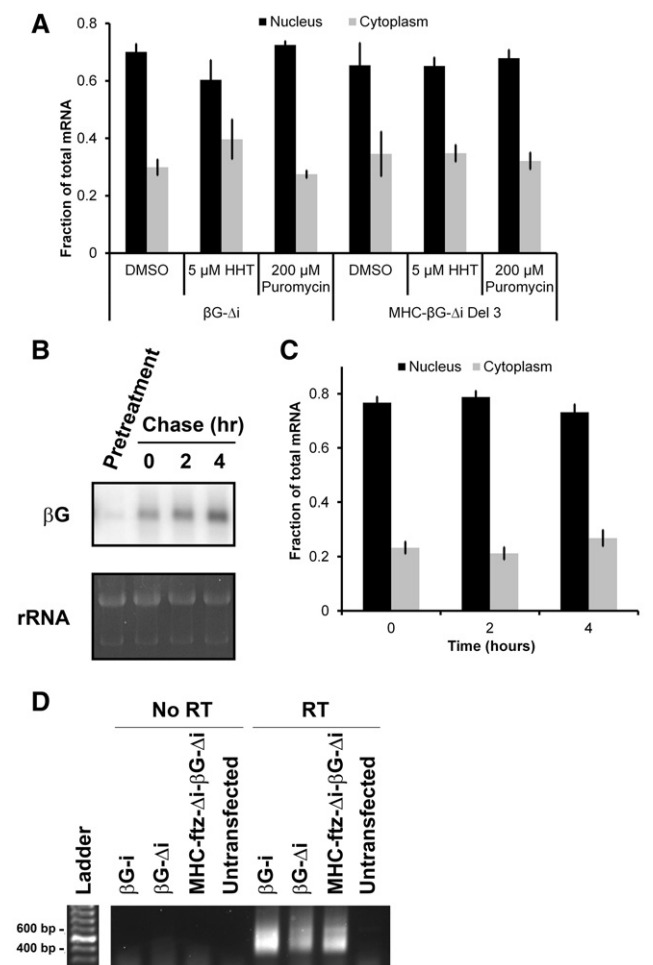 A
Nucleus Cytoplasm
Fraction of total mRNA
0.8
0.6
0.4
0.2
0
DMSO 5 µM HHT 200 µM Puromycin DMSO 5 µM HHT 200 µM Puromycin
βG-Δi MHC-βG-Δi Del 3
B
Pretreatment
Chase (hr)
0 2 4
βG
rRNA
C
Nucleus Cytoplasm
Fraction of total mRNA
0.8
0.6
0.4
0.2
0
0 2 4
Time (hours)
D
No RT RT
Ladder
βG-i
βG-Δi
MHC-ftz-Δi-βG-Δi
Untransfected
βG-i
βG-Δi
MHC-ftz-Δi-βG-Δi
Untransfected
600 bp -
400 bp -